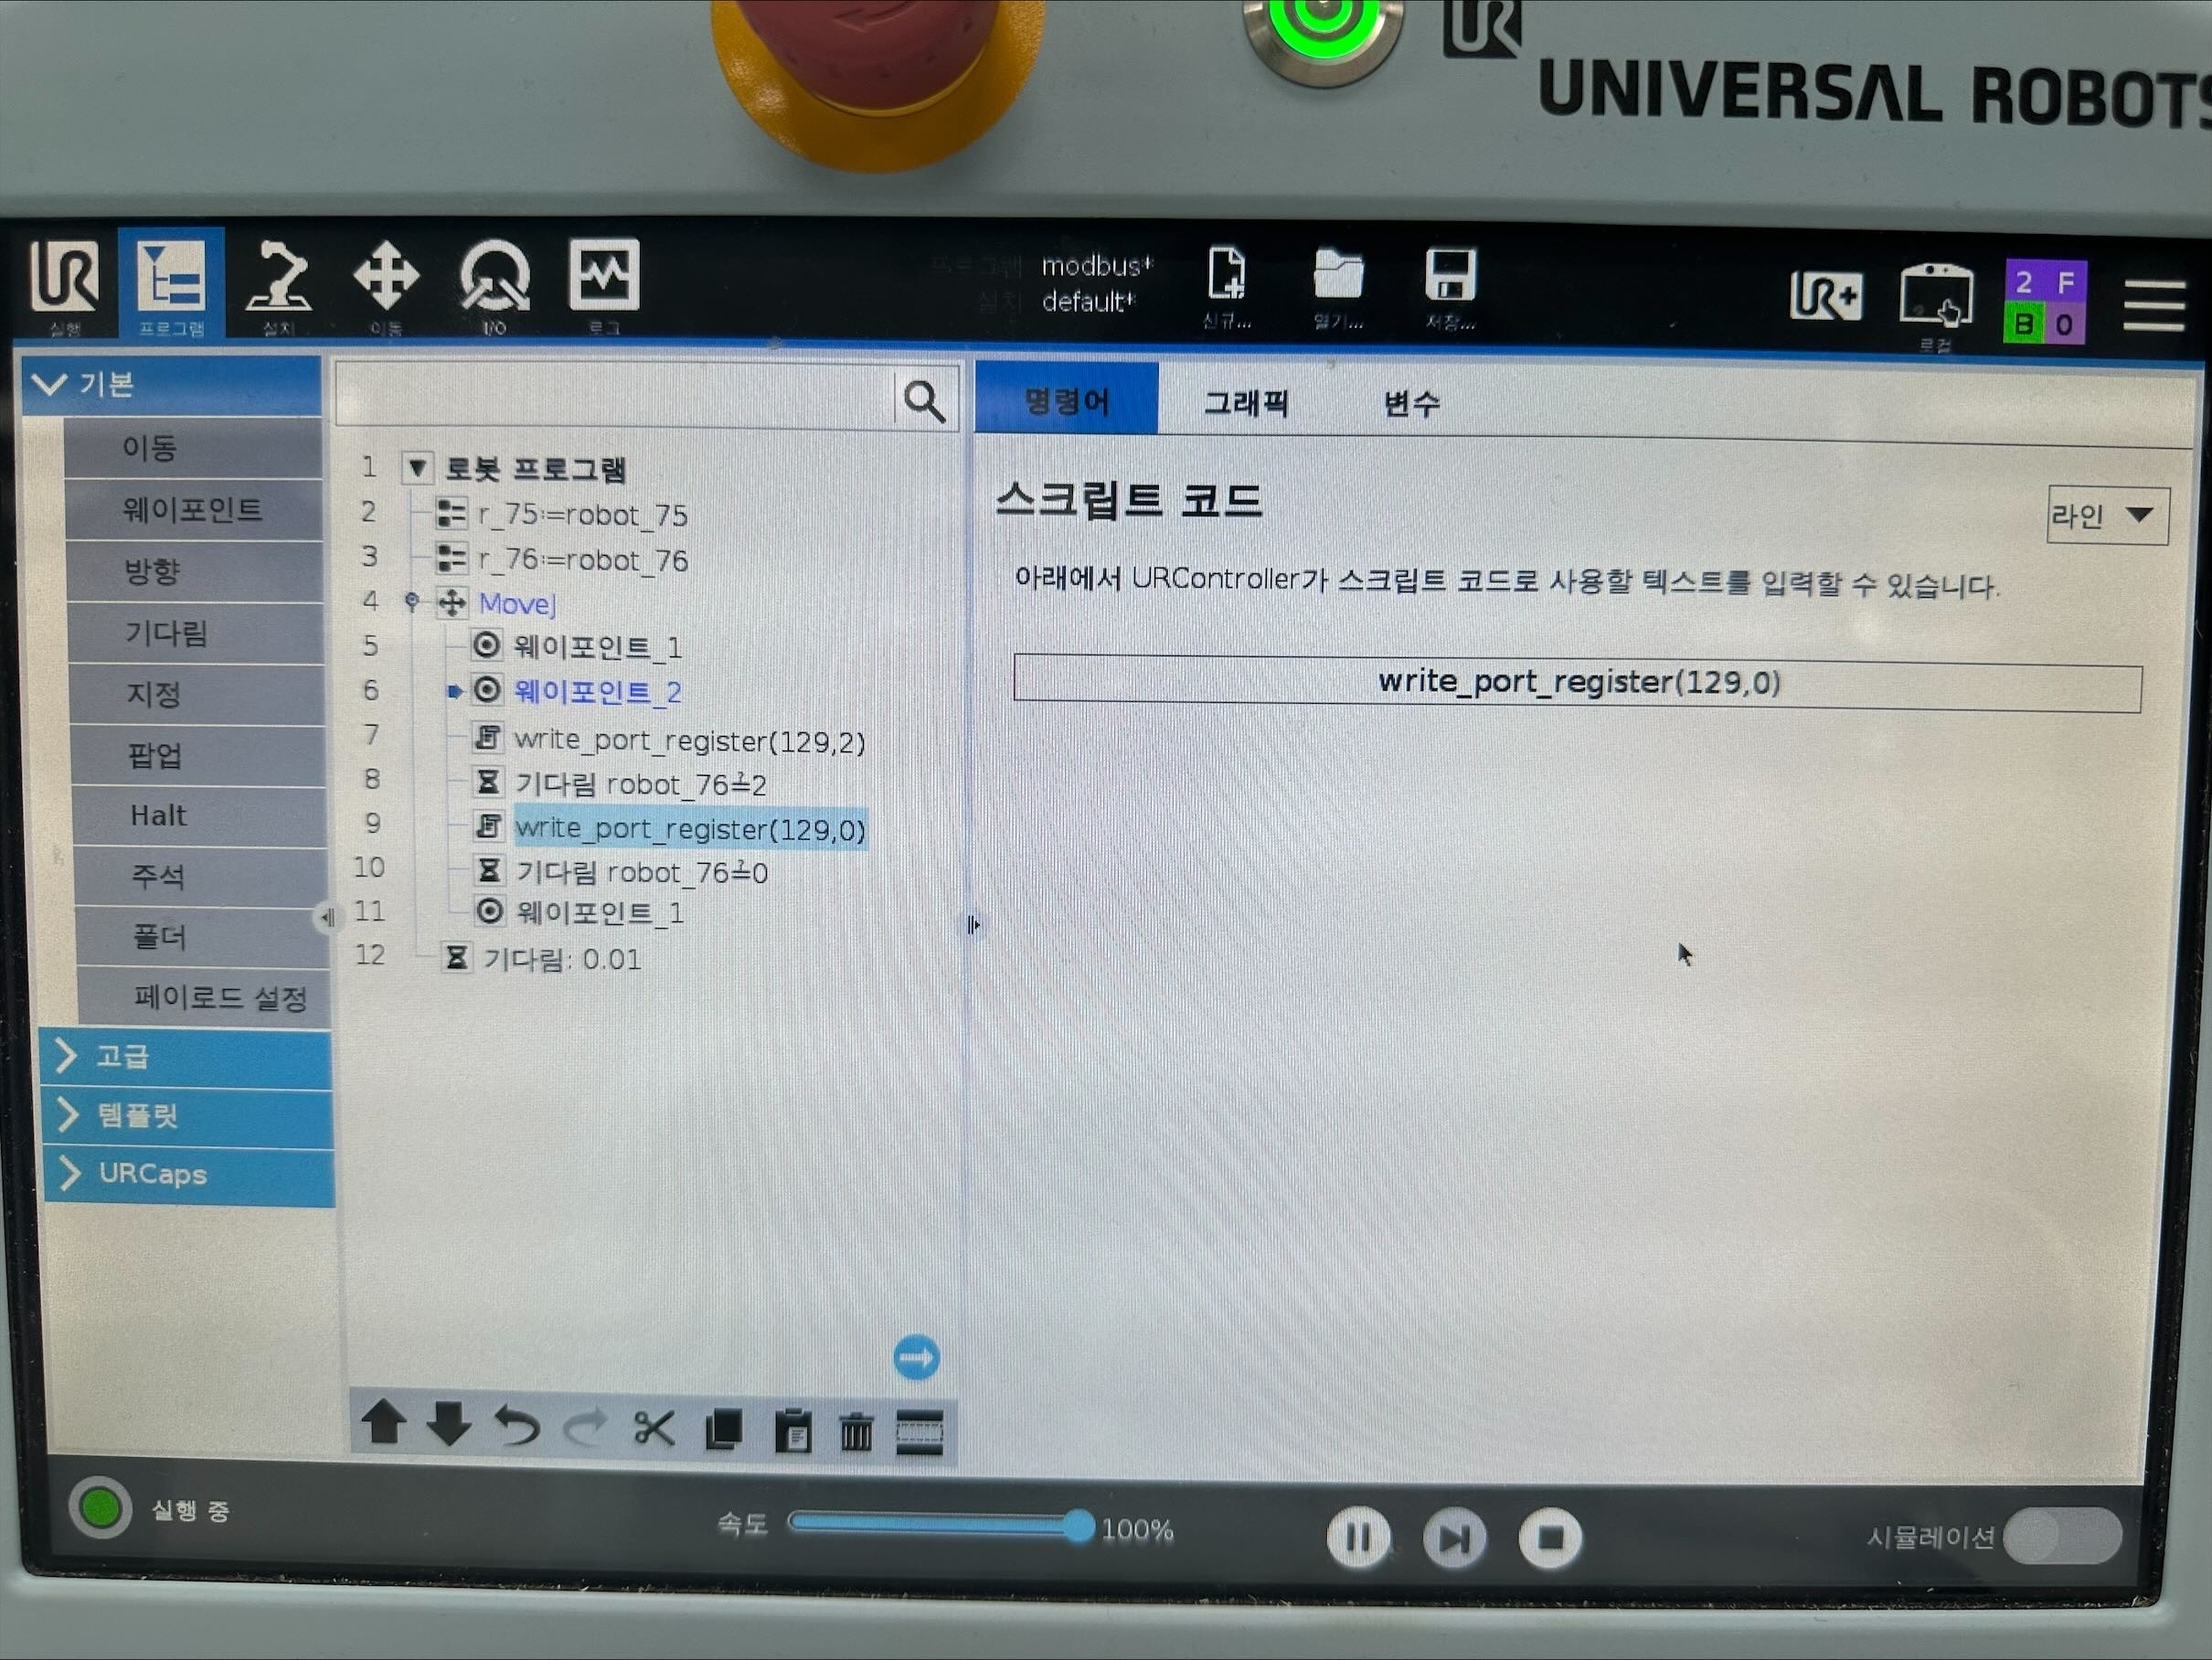 UR
UNIVERSAL ROBOTS
UR
실행
프로그램
설치
이동
I/O
로그
프로그램 modbus*
설치 default*
신규...
열기...
저장...
UR+
로컬
2 F
B 0
기본
이동
웨이포인트
방향
기다림
지정
팝업
Halt
주석
폴더
페이로드 설정
고급
템플릿
URCaps
1 로봇 프로그램
2 r_75:=robot_75
3 r_76:=robot_76
4 MoveJ
5 웨이포인트_1
6 웨이포인트_2
7 write_port_register(129,2)
8 기다림 robot_76≟2
9 write_port_register(129,0)
10 기다림 robot_76≟0
11 웨이포인트_1
12 기다림: 0.01
명령어 그래픽 변수
스크립트 코드
라인
아래에서 URController가 스크립트 코드로 사용할 텍스트를 입력할 수 있습니다.
write_port_register(129,0)
실행 중
속도 100%
시뮬레이션